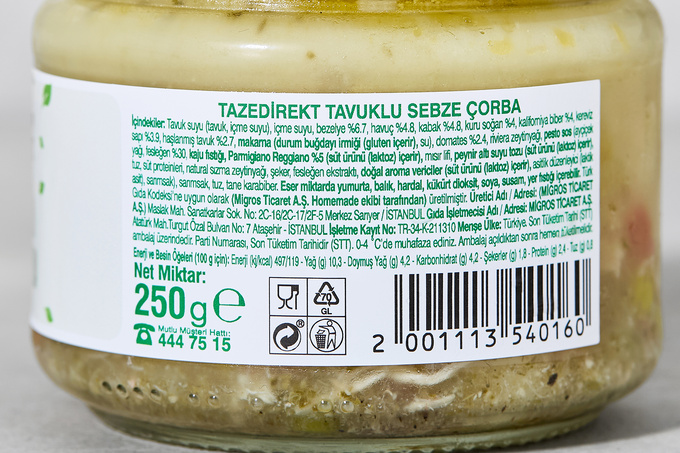 TAZEDİREKT TAVUKLU SEBZE ÇORBA
İçindekiler: Tavuk suyu (tavuk, içme suyu), içme suyu, bezelye %6.7, havuç %4.8, kabak %4.8, kuru soğan %4, kaliforniya biber %4, kereviz
sapı %3.9, haşlanmış tavuk %2.7, makarna (durum buğdayı irmiği (gluten içerir), su), domates %2.4, riviera zeytinyağı, pesto sos (ayçiçek
yağı, fesleğen %30, kaju fıstığı, Parmigiano Reggiano %5 (süt ürünü (laktoz) içerir), mısır lifi, peynir altı suyu tozu (süt ürünü (laktoz) içerir),
tuz, süt proteinleri, natural sızma zeytinyağı, şeker, fesleğen ekstraktı, doğal aroma vericiler (süt ürünü (laktoz) içerir), asitlik düzenleyici (laktik
asit), sarımsak), sarımsak, tuz, tane karabiber. Eser miktarda yumurta, balık, hardal, kükürt dioksit, soya, susam, yer fıstığı içerebilir. Türk
Gıda Kodeksi'ne uygun olarak (Migros Ticaret A.Ş. Homemade ekibi tarafından) üretilmiştir. Üretici Adı / Adresi: (MİGROS TİCARET
A.Ş.) Maslak Mah. Sanatkarlar Sok. No: 2C-16/2C-17/2F-5 Merkez Sarıyer / İSTANBUL Gıda İşletmecisi Adı / Adresi: (MİGROS TİCARET A.Ş.)
Atatürk Mah.Turgut Özal Bulvarı No: 7 Ataşehir - İSTANBUL İşletme Kayıt No: TR-34-K-211310 Menşe Ülke: Türkiye. Son Tüketim Tarihi (STT)
ambalaj üzerindedir. Parti Numarası, Son Tüketim Tarihidir (STT). 0-4 °C'de muhafaza ediniz. Ambalaj açıldıktan sonra hemen tüketilmelidir.
Enerji ve Besin Öğeleri (100 g için): Enerji (kj/kcal) 497/119 - Yağ (g) 10,3 - Doymuş Yağ (g) 4,2 - Karbonhidrat (g) 4,2 - Şekerler (g) 1,8 - Protein (g) 2,4 - Tuz (g) 0,8
Net Miktar:
250 g e
Mutlu Müşteri Hattı:
444 75 15
70
GL
2 001113 540160